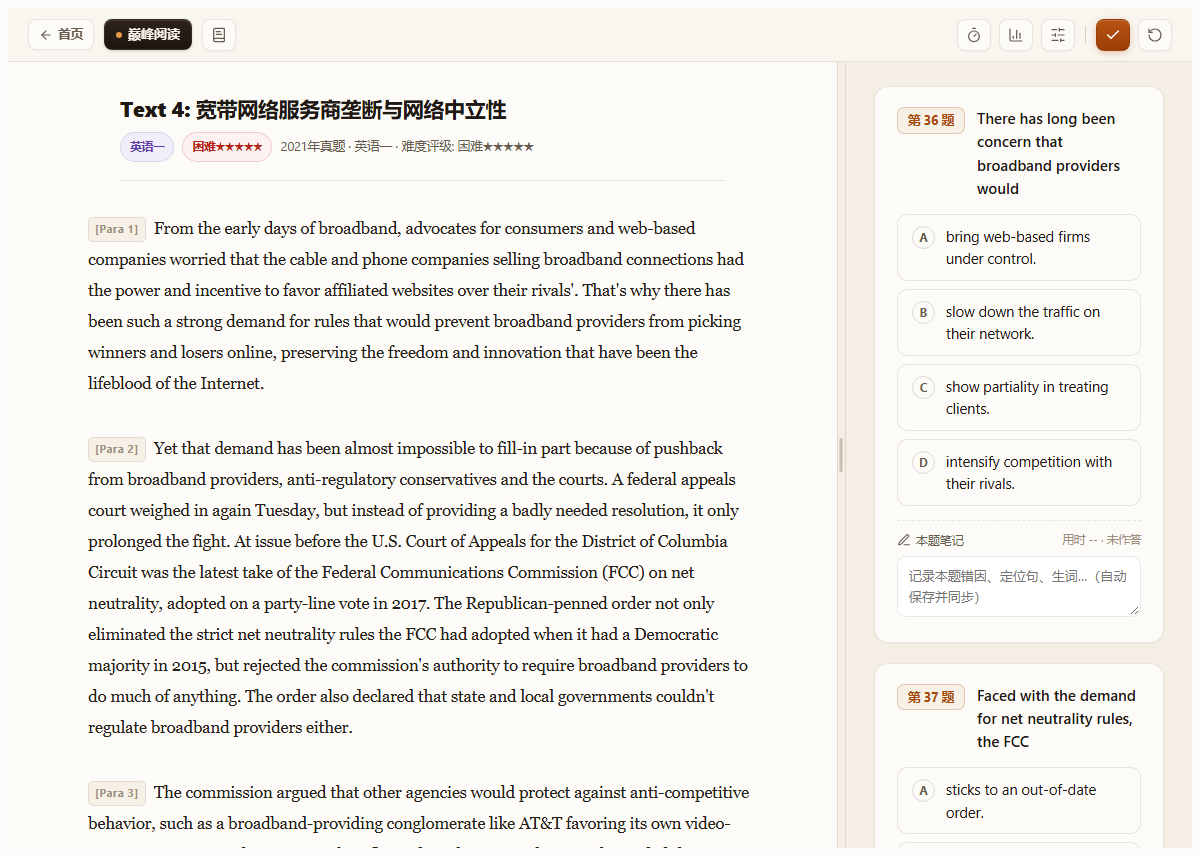 首页
巅峰阅读
Text 4: 宽带网络服务商垄断与网络中立性
英语一 困难★★★★★ 2021年真题 · 英语一 · 难度评级: 困难★★★★★
[Para 1] From the early days of broadband, advocates for consumers and web-based
companies worried that the cable and phone companies selling broadband connections had
the power and incentive to favor affiliated websites over their rivals'. That's why there has
been such a strong demand for rules that would prevent broadband providers from picking
winners and losers online, preserving the freedom and innovation that have been the
lifeblood of the Internet.
[Para 2] Yet that demand has been almost impossible to fill-in part because of pushback
from broadband providers, anti-regulatory conservatives and the courts. A federal appeals
court weighed in again Tuesday, but instead of providing a badly needed resolution, it only
prolonged the fight. At issue before the U.S. Court of Appeals for the District of Columbia
Circuit was the latest take of the Federal Communications Commission (FCC) on net
neutrality, adopted on a party-line vote in 2017. The Republican-penned order not only
eliminated the strict net neutrality rules the FCC had adopted when it had a Democratic
majority in 2015, but rejected the commission's authority to require broadband providers to
do much of anything. The order also declared that state and local governments couldn't
regulate broadband providers either.
[Para 3] The commission argued that other agencies would protect against anti-competitive
behavior, such as a broadband-providing conglomerate like AT&T favoring its own video-
第 36 题 There has long been
concern that
broadband providers
would
A bring web-based firms
under control.
B slow down the traffic on
their network.
C show partiality in treating
clients.
D intensify competition with
their rivals.
本题笔记 用时 -- · 未作答
记录本题错因、定位句、生词...（自动
保存并同步）
第 37 题 Faced with the demand
for net neutrality rules,
the FCC
A sticks to an out-of-date
order.